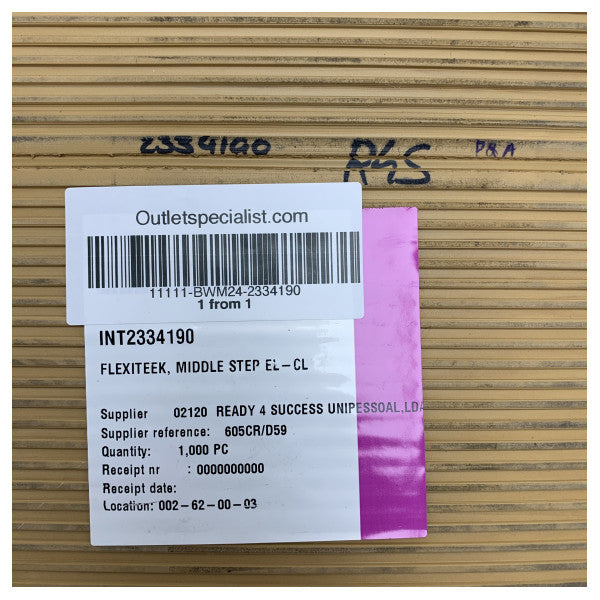 2334190 R4S P&A
Outletspecialist.com
11111-BWM24-2334190
1 from 1
INT2334190
FLEXITEEK, MIDDLE STEP EL-CL
Supplier 02120 READY 4 SUCCESS UNIPESSOAL,LDA
Supplier reference: 605CR/D59
Quantity: 1,000 PC
Receipt nr : 0000000000
Receipt date:
Location: 002-62-00-03